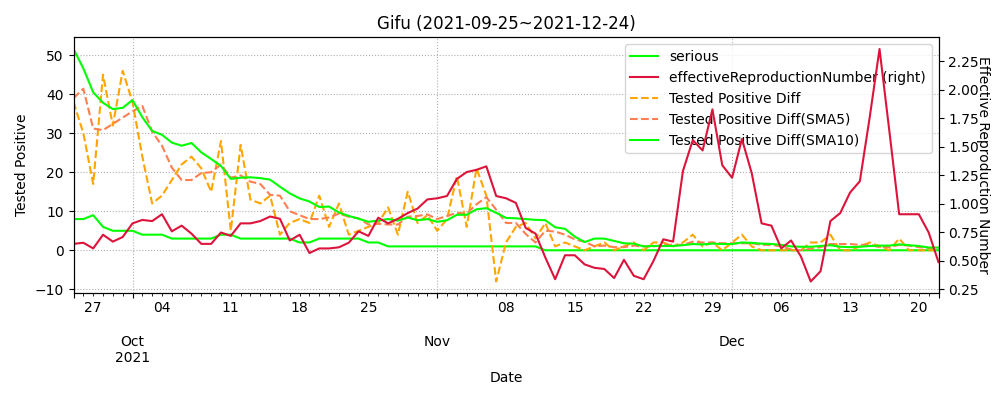 Gifu (2021-09-25~2021-12-24)
serious
effectiveReproductionNumber (right)
Tested Positive Diff
Tested Positive Diff(SMA5)
Tested Positive Diff(SMA10)
Tested Positive
50
40
30
20
10
0
−10
Effective Reproduction Number
2.25
2.00
1.75
1.50
1.25
1.00
0.75
0.50
0.25
27 04 11 18 25 08 15 22 29 06 13 20
Oct Nov Dec
2021
Date